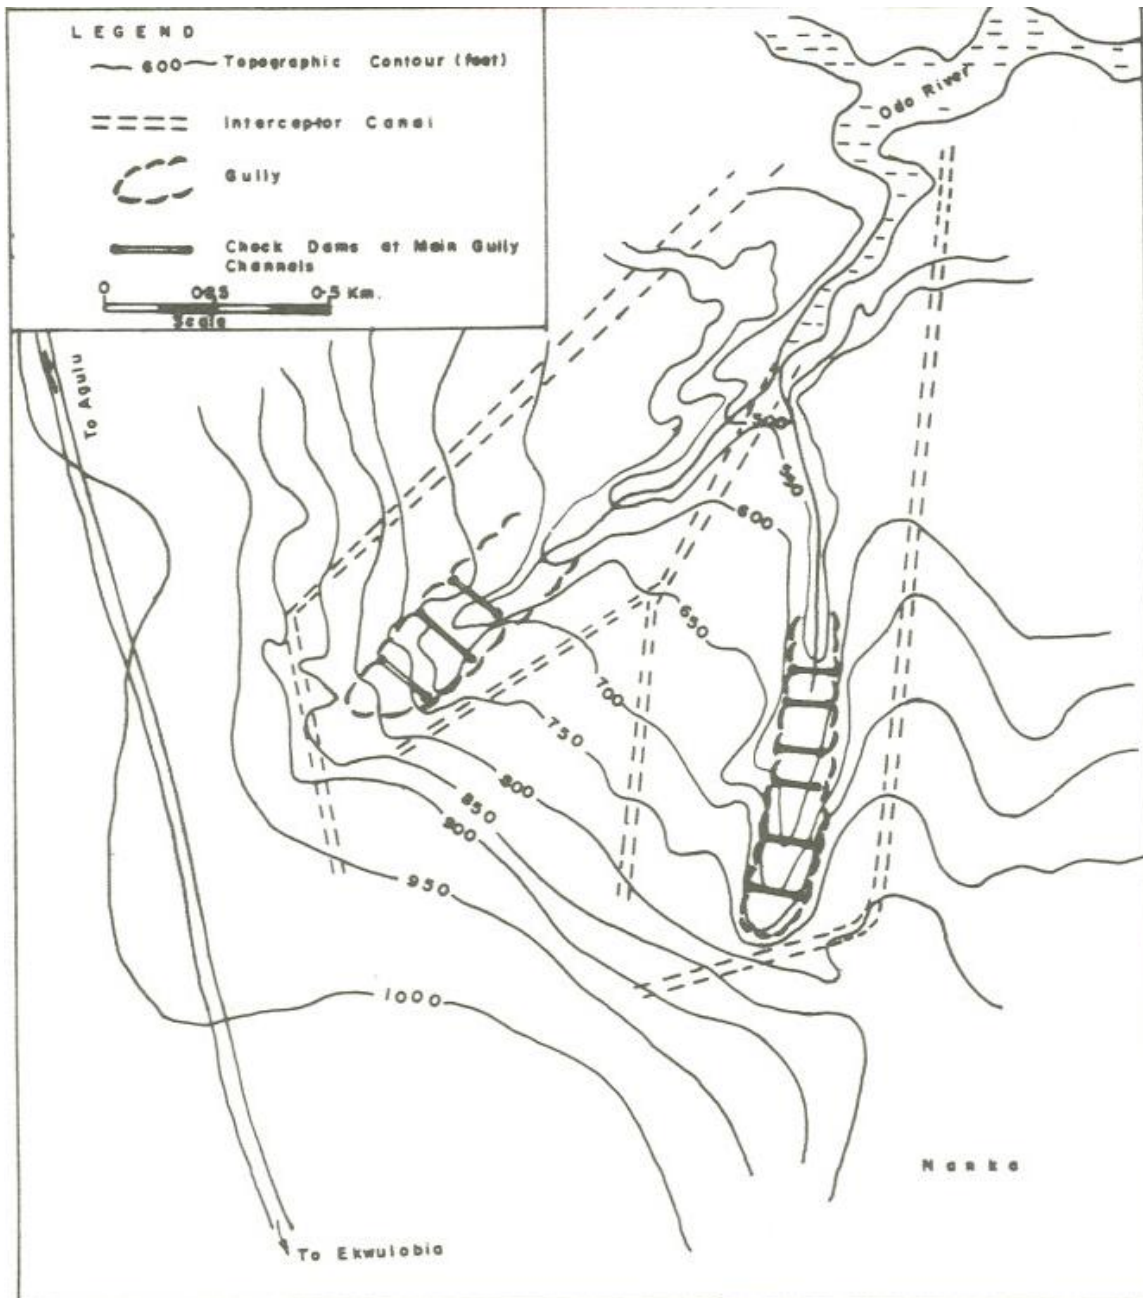 LEGEND
600 Topographic Contour (feet)
Interceptor Canal
Gully
Check Dams at Main Gully
Channels
0 0·25 0·5 Km.
Scale
Odo River
To Agulu
500
600
650
700
750
800
850
900
950
1000
Nanka
To Ekwulobia